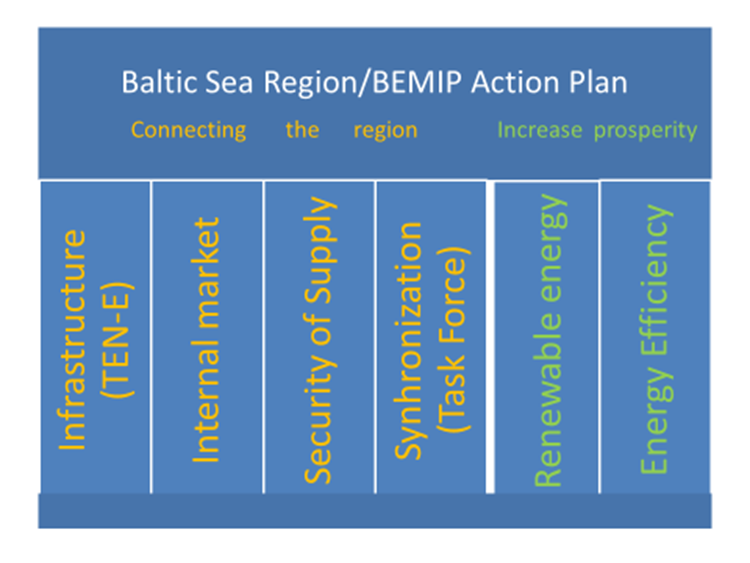 Baltic Sea Region/BEMIP Action Plan
Connecting the region Increase prosperity
Infrastructure
(TEN-E)
Internal market
Security of Supply
Synhronization
(Task Force)
Renewable energy
Energy Efficiency